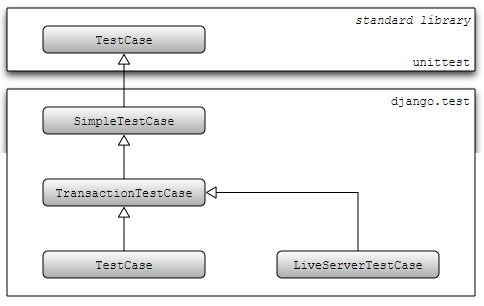 standard library
TestCase
unittest
django.test
SimpleTestCase
TransactionTestCase
TestCase
LiveServerTestCase